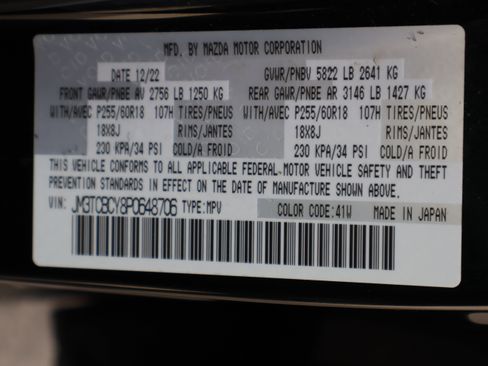 MFD. BY MAZDA MOTOR CORPORATION
DATE 12/22 GVWR/PNBV 5822 LB 2641 KG
FRONT GAWR/PNBE AV 2756 LB 1250 KG REAR GAWR/PNBE AR 3146 LB 1427 KG
WITH/AVEC P255/60R18 107H TIRES/PNEUS WITH/AVEC P255/60R18 107H TIRES/PNEUS
18X8J RIMS/JANTES 18X8J RIMS/JANTES
230 KPA/34 PSI COLD/A FROID 230 KPA/34 PSI COLD/A FROID
THIS VEHICLE CONFORMS TO ALL APPLICABLE FEDERAL MOTOR VEHICLE SAFETY AND THEFT
PREVENTION STANDARDS IN EFFECT ON THE DATE OF MANUFACTURE SHOWN ABOVE.
VIN: JM3TCBCY8P0648706 TYPE:MPV COLOR CODE:41W MADE IN JAPAN